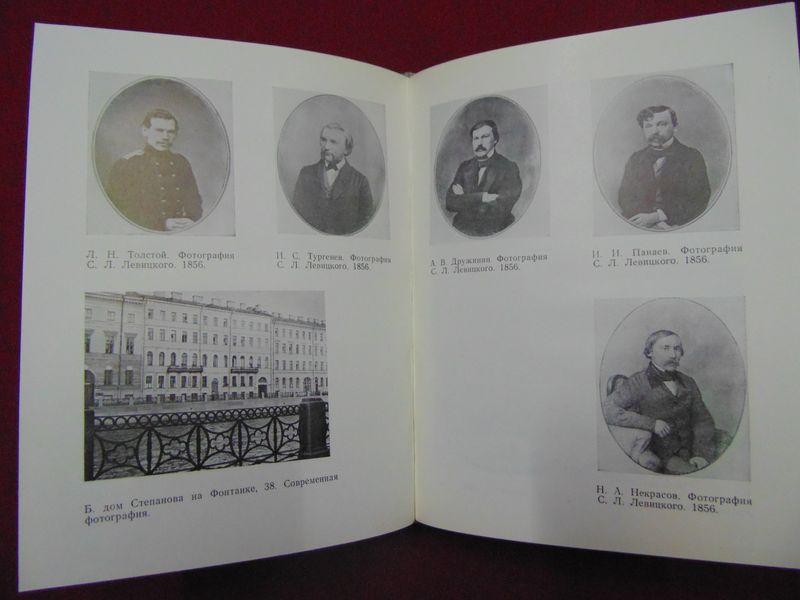 Л. Н. Толстой. Фотография
С. Л. Левицкого. 1856.
И. С. Тургенев. Фотография
С. Л. Левицкого. 1856.
Б. дом Степанова на Фонтанке, 38. Современная
фотография.
А. В. Дружинин. Фотография
С. Л. Левицкого. 1856.
И. И. Панаев. Фотография
С. Л. Левицкого. 1856.
Н. А. Некрасов. Фотография
С. Л. Левицкого. 1856.